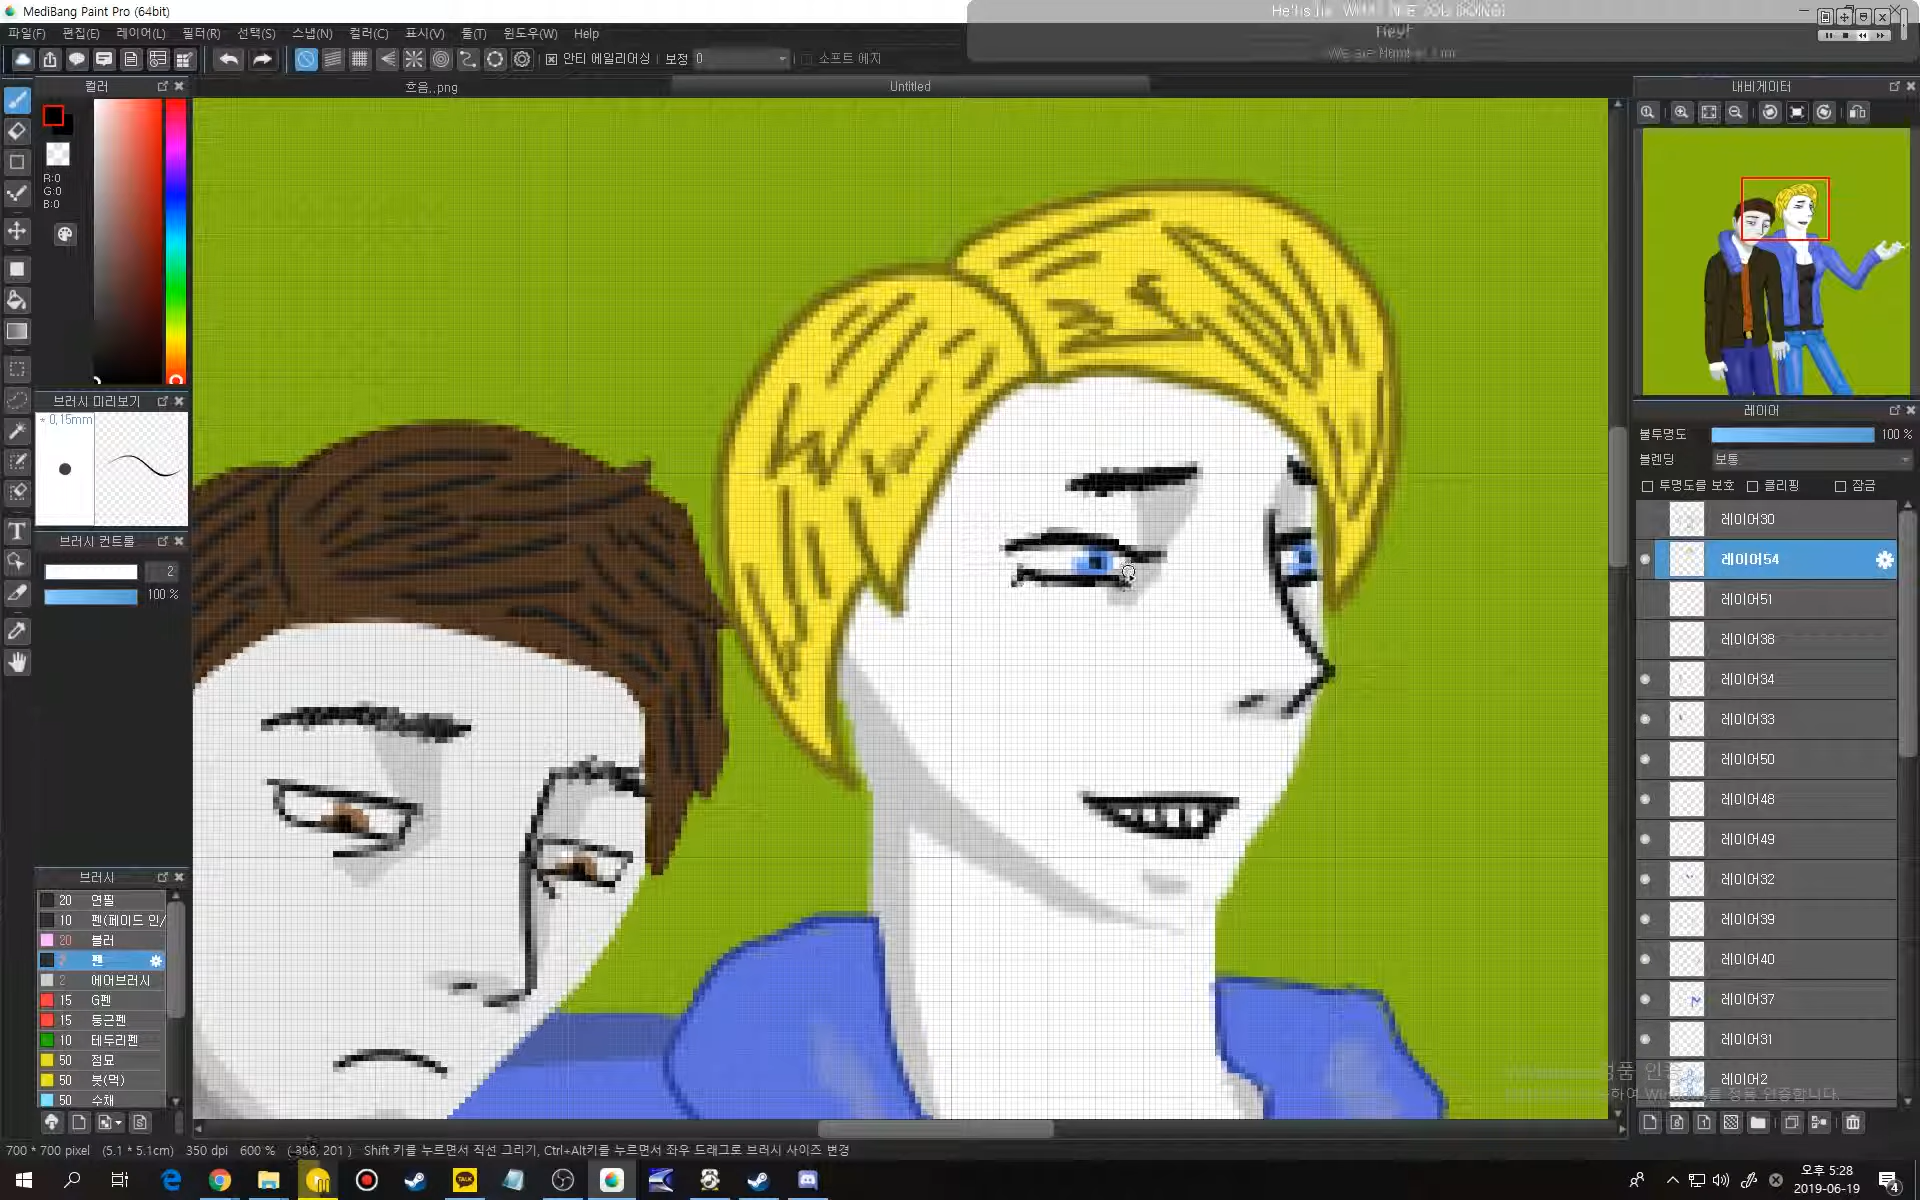 MediBang Paint Pro (64bit)
파일(F) 편집(E) 레이어(L) 필터(R) 선택(S) 스냅(N) 컬러(C) 표시(V) 툴(T) 윈도우(W) Help
안티 에일리어싱 보정 0 소프트 에지
컬러 흐음..png Untitled 내비게이터
R:0
G:0
B:0
브러시 미리보기
* 0,15mm
브러시 컨트롤
2
100 %
레이어
불투명도 100 %
블렌딩 보통
투명도를 보호 클리핑 잠금
레이어30
레이어54
레이어51
레이어38
레이어34
레이어33
레이어50
레이어48
레이어49
레이어32
레이어39
레이어40
레이어37
레이어31
레이어2
브러시
20 연필
10 펜(페이드 인/
20 블러
펜
2 에어브러시
15 G펜
15 둥근펜
10 테두리펜
50 점묘
50 붓(먹)
50 수채
700 * 700 pixel (5.1 * 5.1cm) 350 dpi 600 % Shift 키를 누르면서 직선 그리기, Ctrl+Alt키를 누르면서 좌우 드래그로 브러시 사이즈 변경
TALK
오후 5:28
2019-06-19
4